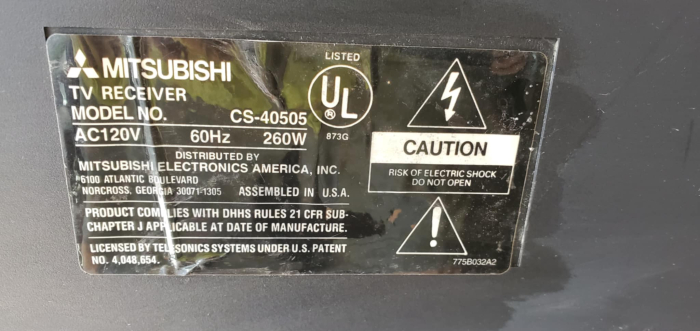 MITSUBISHI
TV RECEIVER
MODEL NO. CS-40505
AC120V 60Hz 260W
DISTRIBUTED BY
MITSUBISHI ELECTRONICS AMERICA, INC.
6100 ATLANTIC BOULEVARD
NORCROSS, GEORGIA 30071-1305 ASSEMBLED IN U.S.A.
PRODUCT COMPLIES WITH DHHS RULES 21 CFR SUB-
CHAPTER J APPLICABLE AT DATE OF MANUFACTURE.
LICENSED BY TELESONICS SYSTEMS UNDER U.S. PATENT
NO. 4,048,654.
LISTED
UL
®
873G
CAUTION
RISK OF ELECTRIC SHOCK
DO NOT OPEN
!
775B032A2